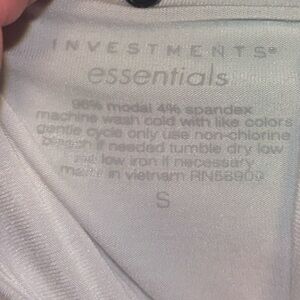 INVESTMENTS®
essentials
96% modal 4% spandex
machine wash cold with like colors
gentle cycle only use non-chlorine
bleach if needed tumble dry low
low iron if necessary
made in vietnam RN58909
S